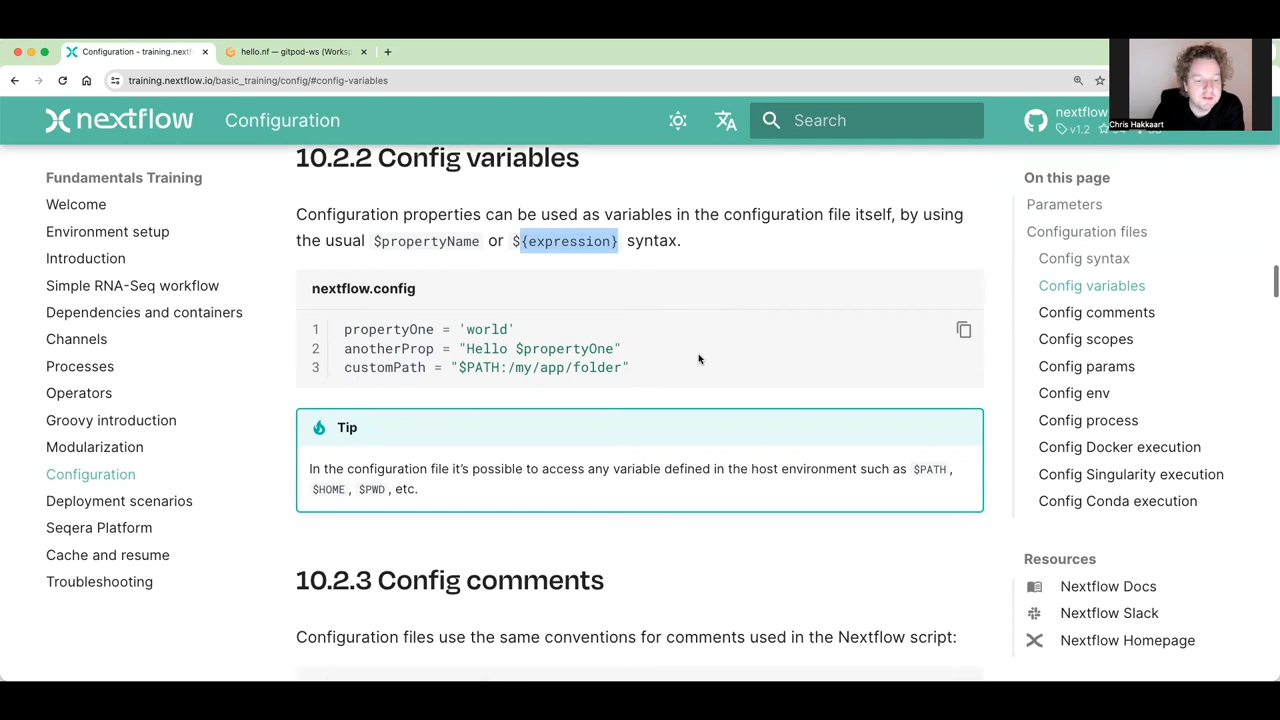 Configuration - training.nextf
hello.nf — gitpod-ws (Worksp
training.nextflow.io/basic_training/config/#config-variables
Chris Hakkaart
nextflow
Configuration
Search
nextflow
v1.2
Fundamentals Training
Welcome
Environment setup
Introduction
Simple RNA-Seq workflow
Dependencies and containers
Channels
Processes
Operators
Groovy introduction
Modularization
Configuration
Deployment scenarios
Seqera Platform
Cache and resume
Troubleshooting
10.2.2 Config variables
Configuration properties can be used as variables in the configuration file itself, by using
the usual $propertyName or ${expression} syntax.
nextflow.config
1 propertyOne = 'world'
2 anotherProp = "Hello $propertyOne"
3 customPath = "$PATH:/my/app/folder"
Tip
In the configuration file it's possible to access any variable defined in the host environment such as $PATH,
$HOME, $PWD, etc.
10.2.3 Config comments
Configuration files use the same conventions for comments used in the Nextflow script:
On this page
Parameters
Configuration files
Config syntax
Config variables
Config comments
Config scopes
Config params
Config env
Config process
Config Docker execution
Config Singularity execution
Config Conda execution
Resources
Nextflow Docs
Nextflow Slack
Nextflow Homepage